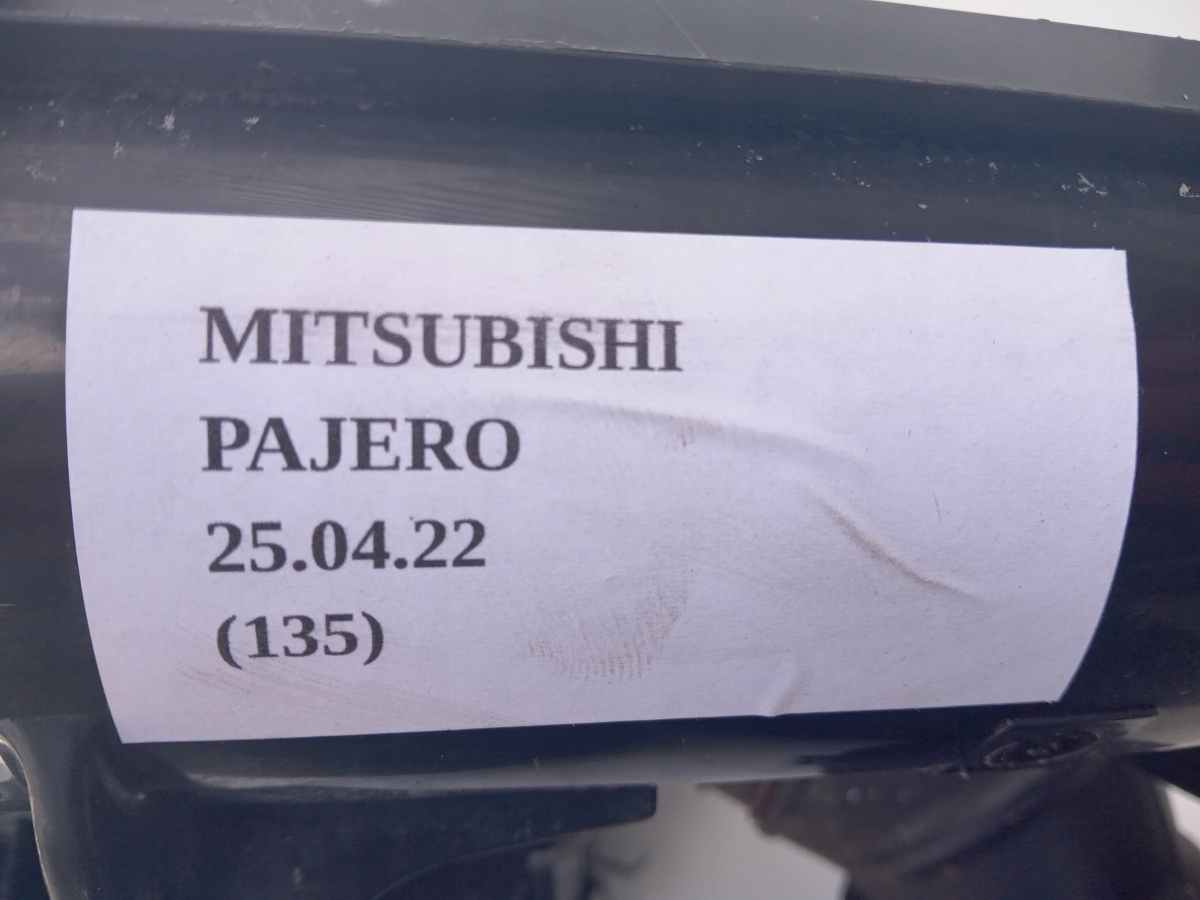 MITSUBISHI
PAJERO
25.04.22
(135)